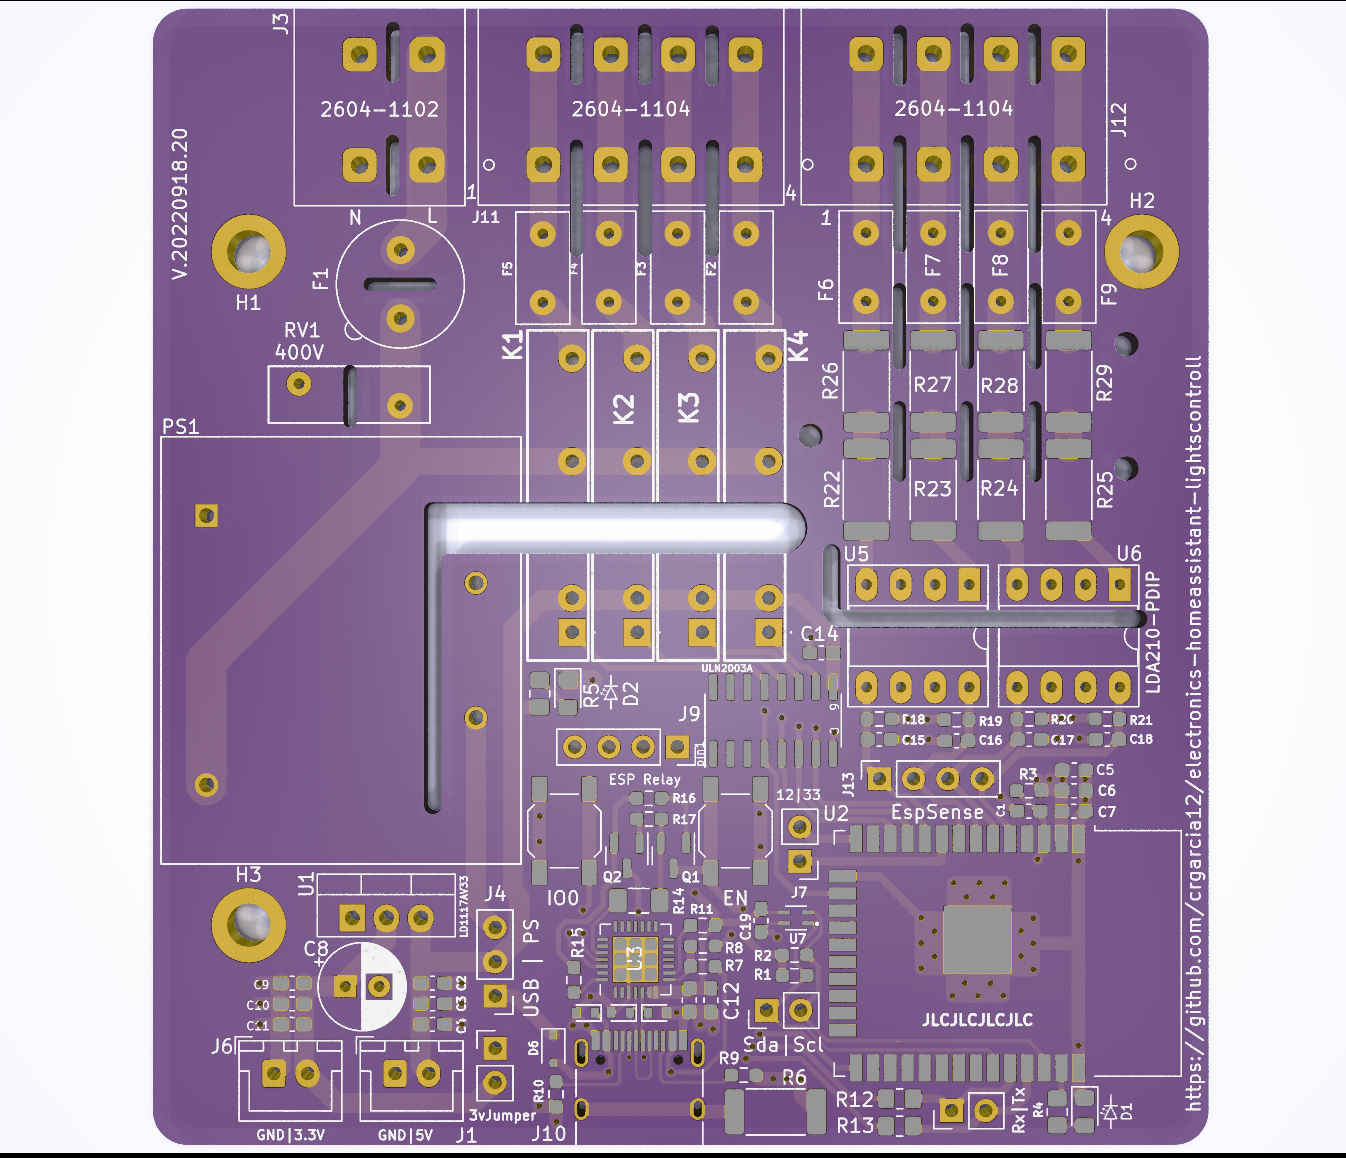 J3
2604-1102
2604-1104
2604-1104
J12
V.20220918.20
1
J11
4
N
L
H1
F1
F5
F4
F3
F2
1
4
H2
F6
F7
F8
F9
RV1
400V
K1
K2
K3
K4
R26
R27
R28
R29
PS1
R22
R23
R24
R25
U5
U6
LDA210-PDIP
https://github.com/crgarcia12/electronics-homeassistant-lightscontroll
C14
ULN2003A
R5
D2
J9
9
R18
R19
R20
R21
C15
C16
C17
C18
ESP Relay
R16
R17
12|33
U2
J13
EspSense
R3
C1
C5
C6
C7
Q2
Q1
IO0
EN
R14
J7
H3
U1
LD1117AV33
J4
USB | PS
C8
+
R15
U3
R11
R8
R7
C12
C19
U7
R2
R1
C9
C10
C11
C2
C3
JLCJLCJLCJLC
Sda|Scl
J6
GND|3.3V
GND|5V
J1
3vJumper
D6
R10
J10
R9
R6
R12
R13
Rx|Tx
R4
D1